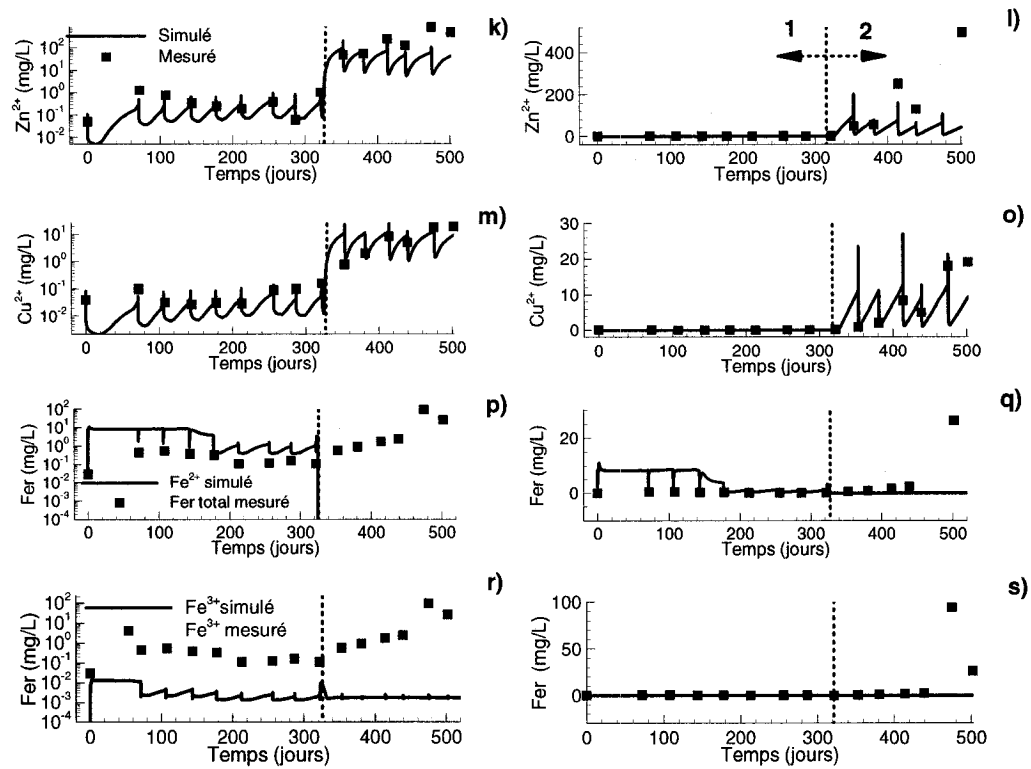 k)
Simulé
Mesuré
10²
10¹
10⁰
10⁻¹
10⁻²
Zn²⁺ (mg/L)
0 100 200 300 400 500
Temps (jours)
l)
1 2
400
200
0
Zn²⁺ (mg/L)
0 100 200 300 400 500
Temps (jours)
m)
10¹
10⁰
10⁻¹
10⁻²
Cu²⁺ (mg/L)
0 100 200 300 400 500
Temps (jours)
o)
30
20
10
0
Cu²⁺ (mg/L)
0 100 200 300 400 500
Temps (jours)
p)
10²
10¹
10⁰
10⁻¹
10⁻²
10⁻³
10⁻⁴
Fer (mg/L)
Fe²⁺ simulé
Fer total mesuré
0 100 200 300 400 500
Temps (jours)
q)
20
0
Fer (mg/L)
0 100 200 300 400 500
Temps (jours)
r)
Fe³⁺simulé
Fe³⁺ mesuré
10²
10¹
10⁰
10⁻¹
10⁻²
10⁻³
10⁻⁴
Fer (mg/L)
0 100 200 300 400 500
Temps (jours)
s)
100
50
0
Fer (mg/L)
0 100 200 300 400 500
Temps (jours)